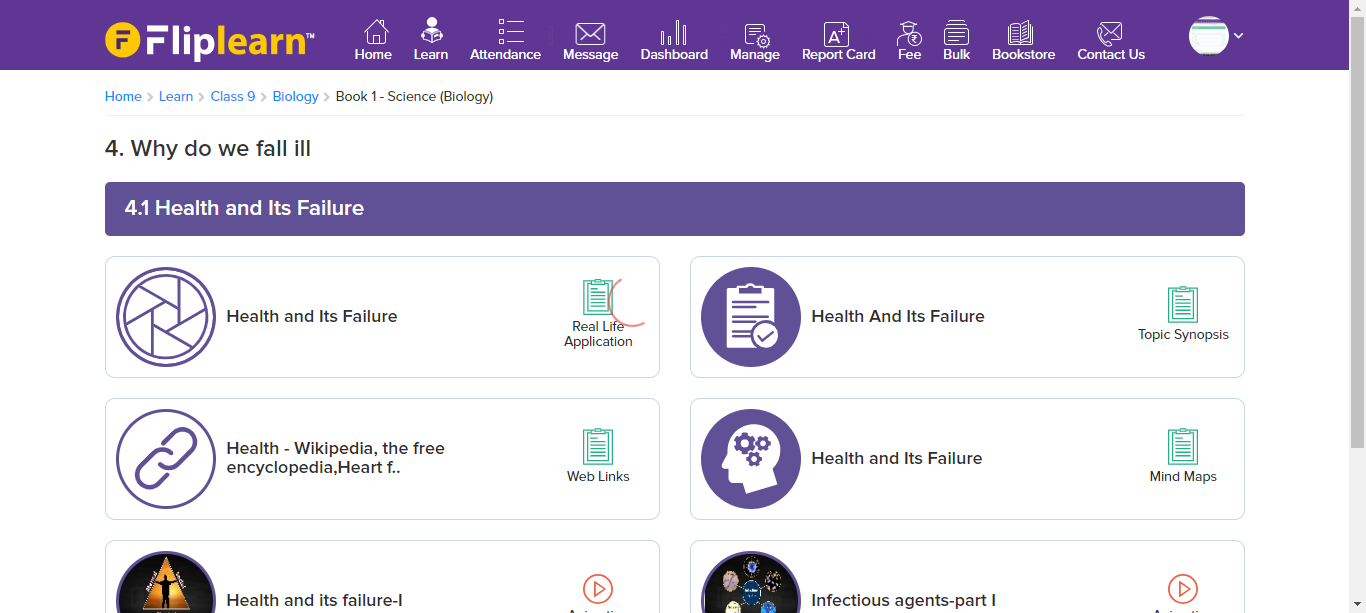 Fliplearn™
Home Learn Attendance Message Dashboard Manage Report Card Fee Bulk Bookstore Contact Us
Home > Learn > Class 9 > Biology > Book 1 - Science (Biology)
4. Why do we fall ill
4.1 Health and Its Failure
Health and Its Failure
Real Life
Application
Health And Its Failure
Topic Synopsis
Health - Wikipedia, the free
encyclopedia,Heart f..
Web Links
Health and Its Failure
Mind Maps
Health and its failure-I
Infectious agents-part I